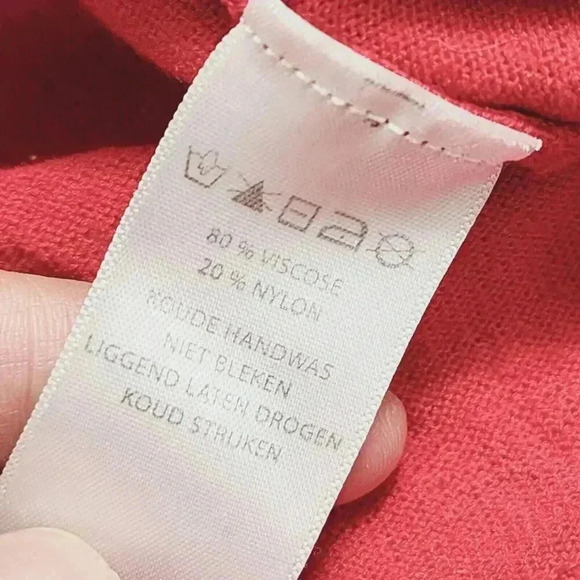 80 % VISCOSE
20 % NYLON
KOUDE HANDWAS
NIET BLEKEN
LIGGEND LATEN DROGEN
KOUD STRIJKEN